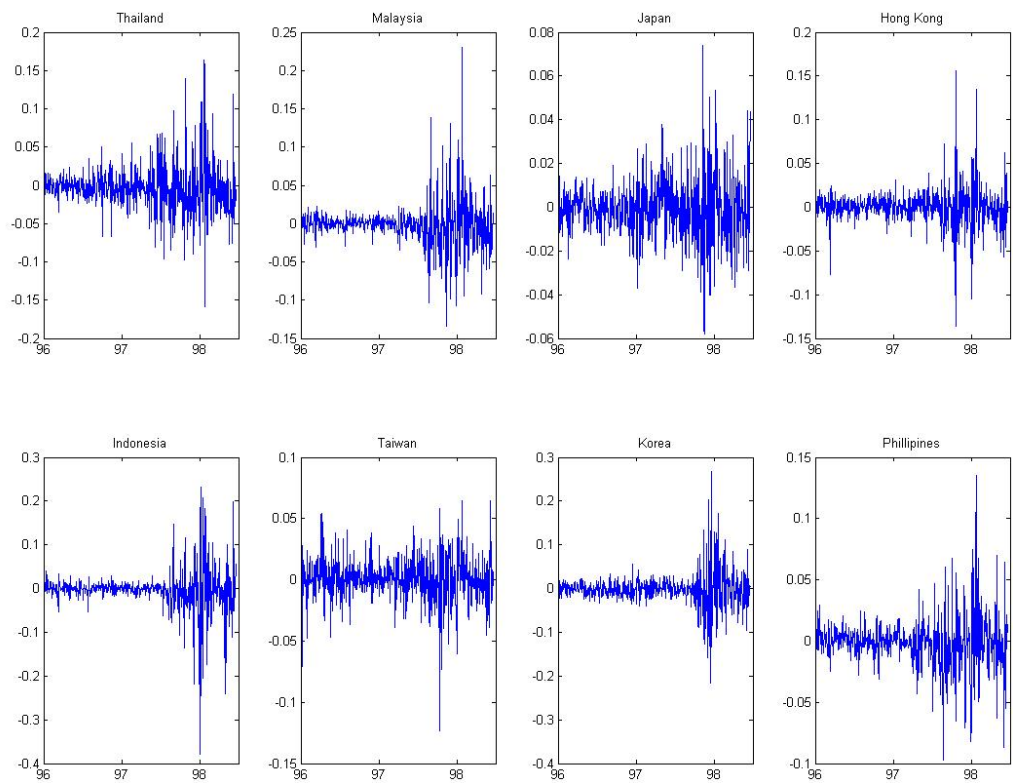 Thailand Malaysia Japan Hong Kong
0.2 0.25 0.08 0.2
0.15 0.2 0.06 0.15
0.1 0.15 0.04 0.1
0.05 0.1 0.02 0.05
0 0.05 0 0
-0.05 0 -0.02 -0.05
-0.1 -0.05 -0.04 -0.1
-0.15 -0.1 -0.06 -0.15
-0.2 -0.15
96 97 98 96 97 98 96 97 98 96 97 98
Indonesia Taiwan Korea Phillipines
0.3 0.1 0.3 0.15
0.2 0.05 0.2 0.1
0.1 0 0.1 0.05
0 -0.05 0 0
-0.1 -0.1 -0.1 -0.05
-0.2 -0.15 -0.2 -0.1
-0.3 -0.3
-0.4 -0.4
96 97 98 96 97 98 96 97 98 96 97 98